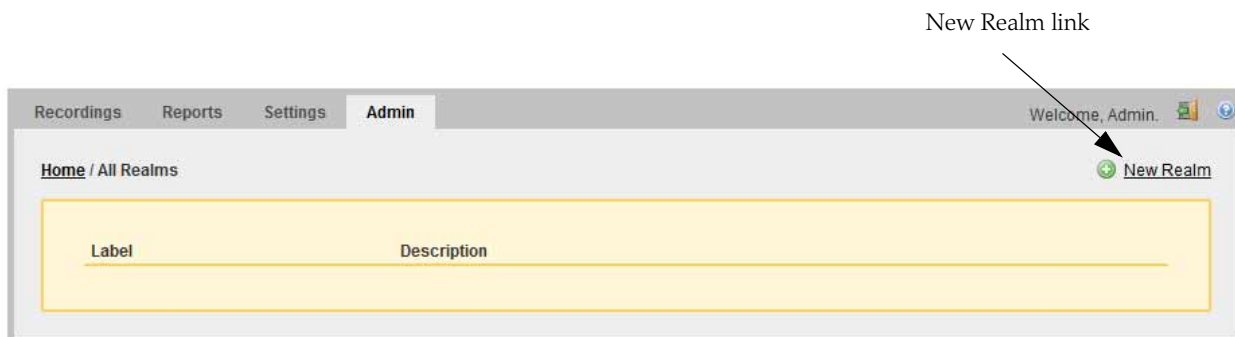 New Realm link
Recordings Reports Settings Admin Welcome, Admin.
Home / All Realms New Realm
Label Description